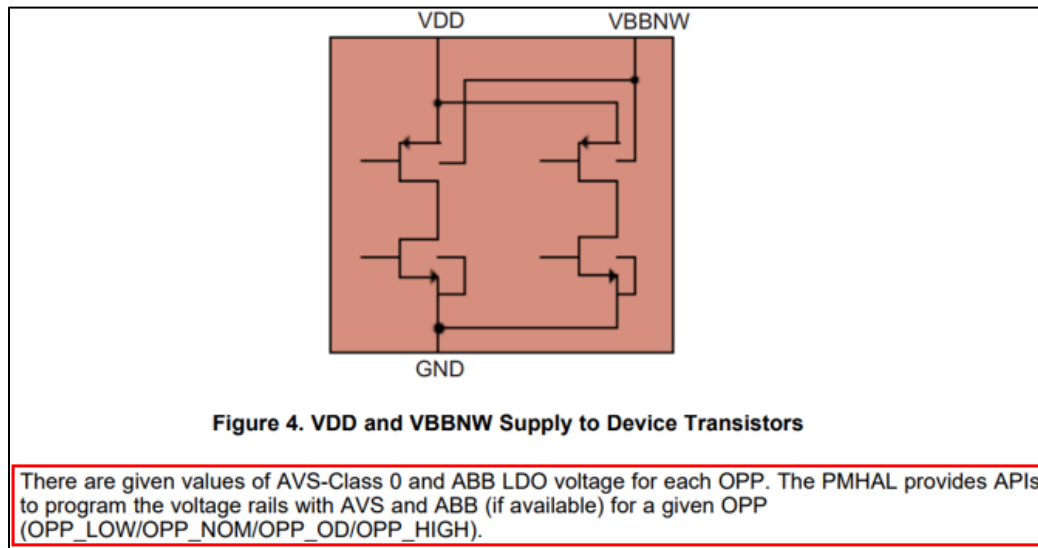 VDD VBBNW
GND
Figure 4. VDD and VBBNW Supply to Device Transistors
There are given values of AVS-Class 0 and ABB LDO voltage for each OPP. The PMHAL provides APIs
to program the voltage rails with AVS and ABB (if available) for a given OPP
(OPP_LOW/OPP_NOM/OPP_OD/OPP_HIGH).